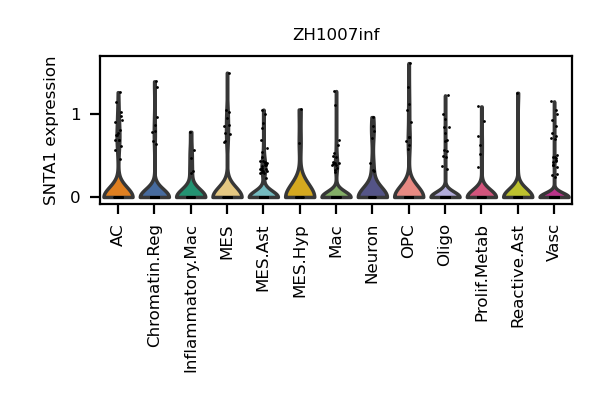 ZH1007inf
SNTA1 expression
1
0
AC
Chromatin.Reg
Inflammatory.Mac
MES
MES.Ast
MES.Hyp
Mac
Neuron
OPC
Oligo
Prolif.Metab
Reactive.Ast
Vasc